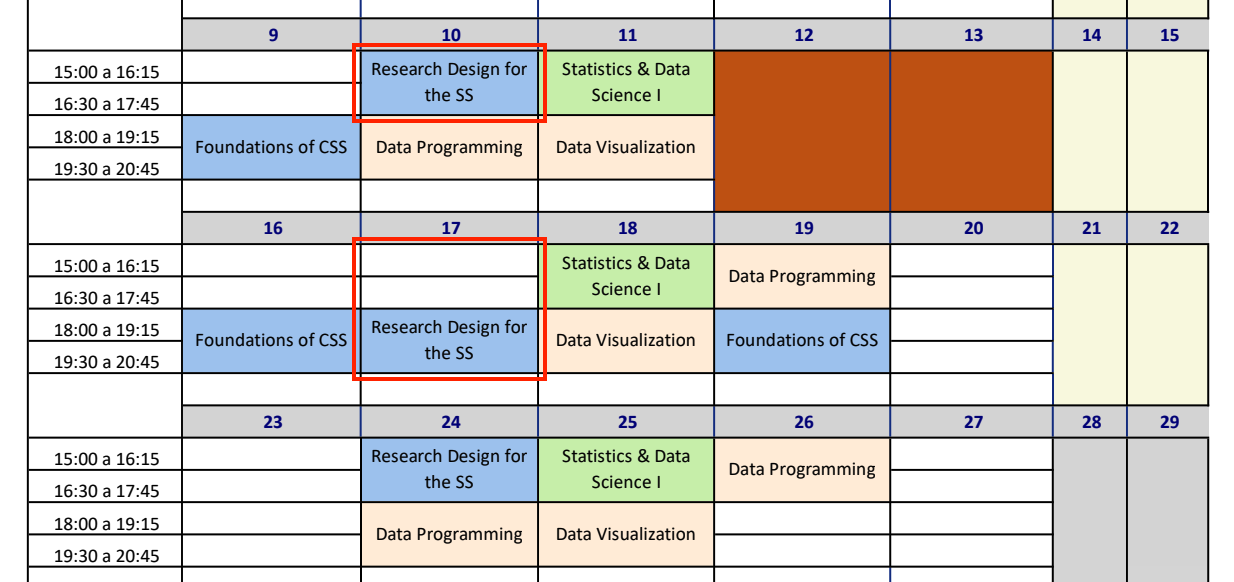 9 10 11 12 13 14 15
15:00 a 16:15
16:30 a 17:45
18:00 a 19:15
19:30 a 20:45
Research Design for
the SS
Statistics & Data
Science I
Foundations of CSS
Data Programming
Data Visualization
16 17 18 19 20 21 22
15:00 a 16:15
16:30 a 17:45
18:00 a 19:15
19:30 a 20:45
Statistics & Data
Science I
Data Programming
Foundations of CSS
Research Design for
the SS
Data Visualization
Foundations of CSS
23 24 25 26 27 28 29
15:00 a 16:15
16:30 a 17:45
18:00 a 19:15
19:30 a 20:45
Research Design for
the SS
Statistics & Data
Science I
Data Programming
Data Programming
Data Visualization